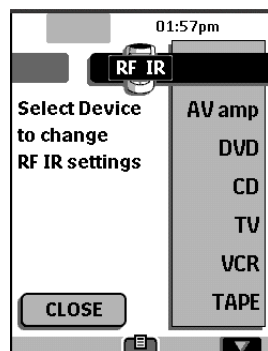 01:57pm
RF IR
Select Device
to change
RF IR settings
AV amp
DVD
CD
TV
VCR
TAPE
CLOSE